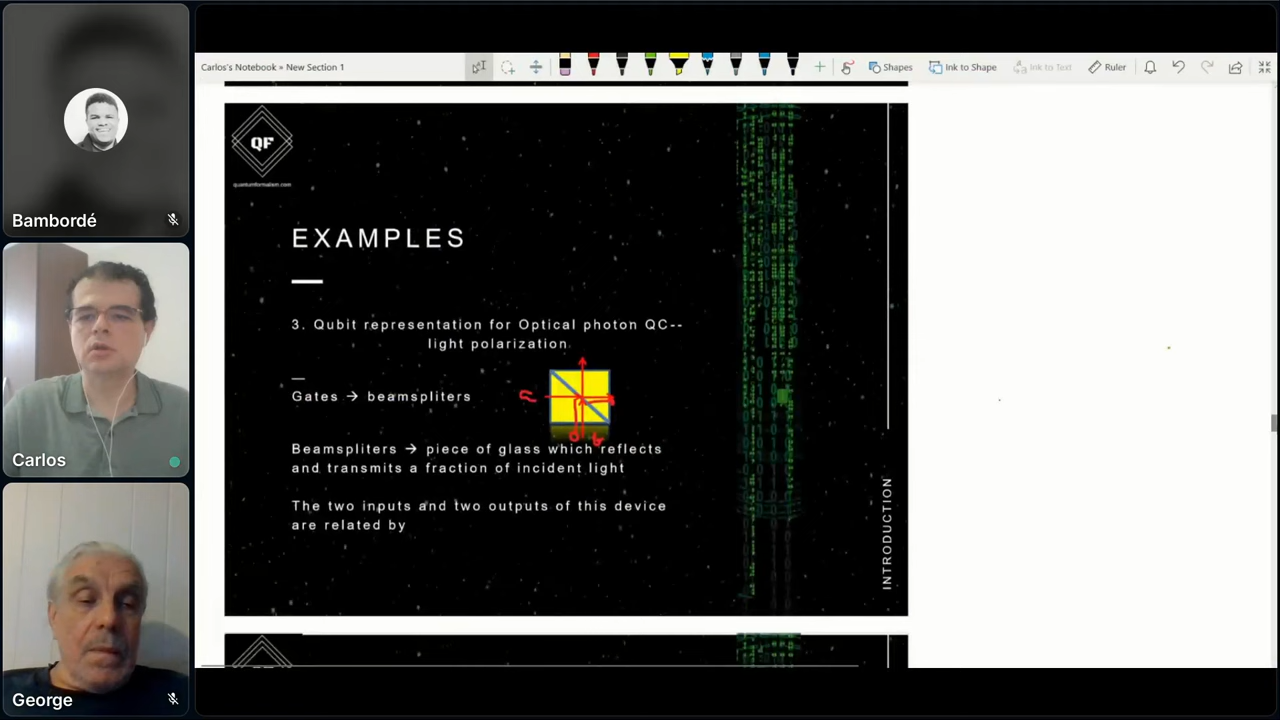 Bambordé
Carlos
George
Carlos's Notebook » New Section 1
Shapes
Ink to Shape
Ink to Text
Ruler
QF
quantumformalism.com
EXAMPLES
3. Qubit representation for Optical photon QC--
light polarization
Gates → beamspliters
a
b
Beamspliters → piece of glass which reflects
and transmits a fraction of incident light
The two inputs and two outputs of this device
are related by
INTRODUCTION